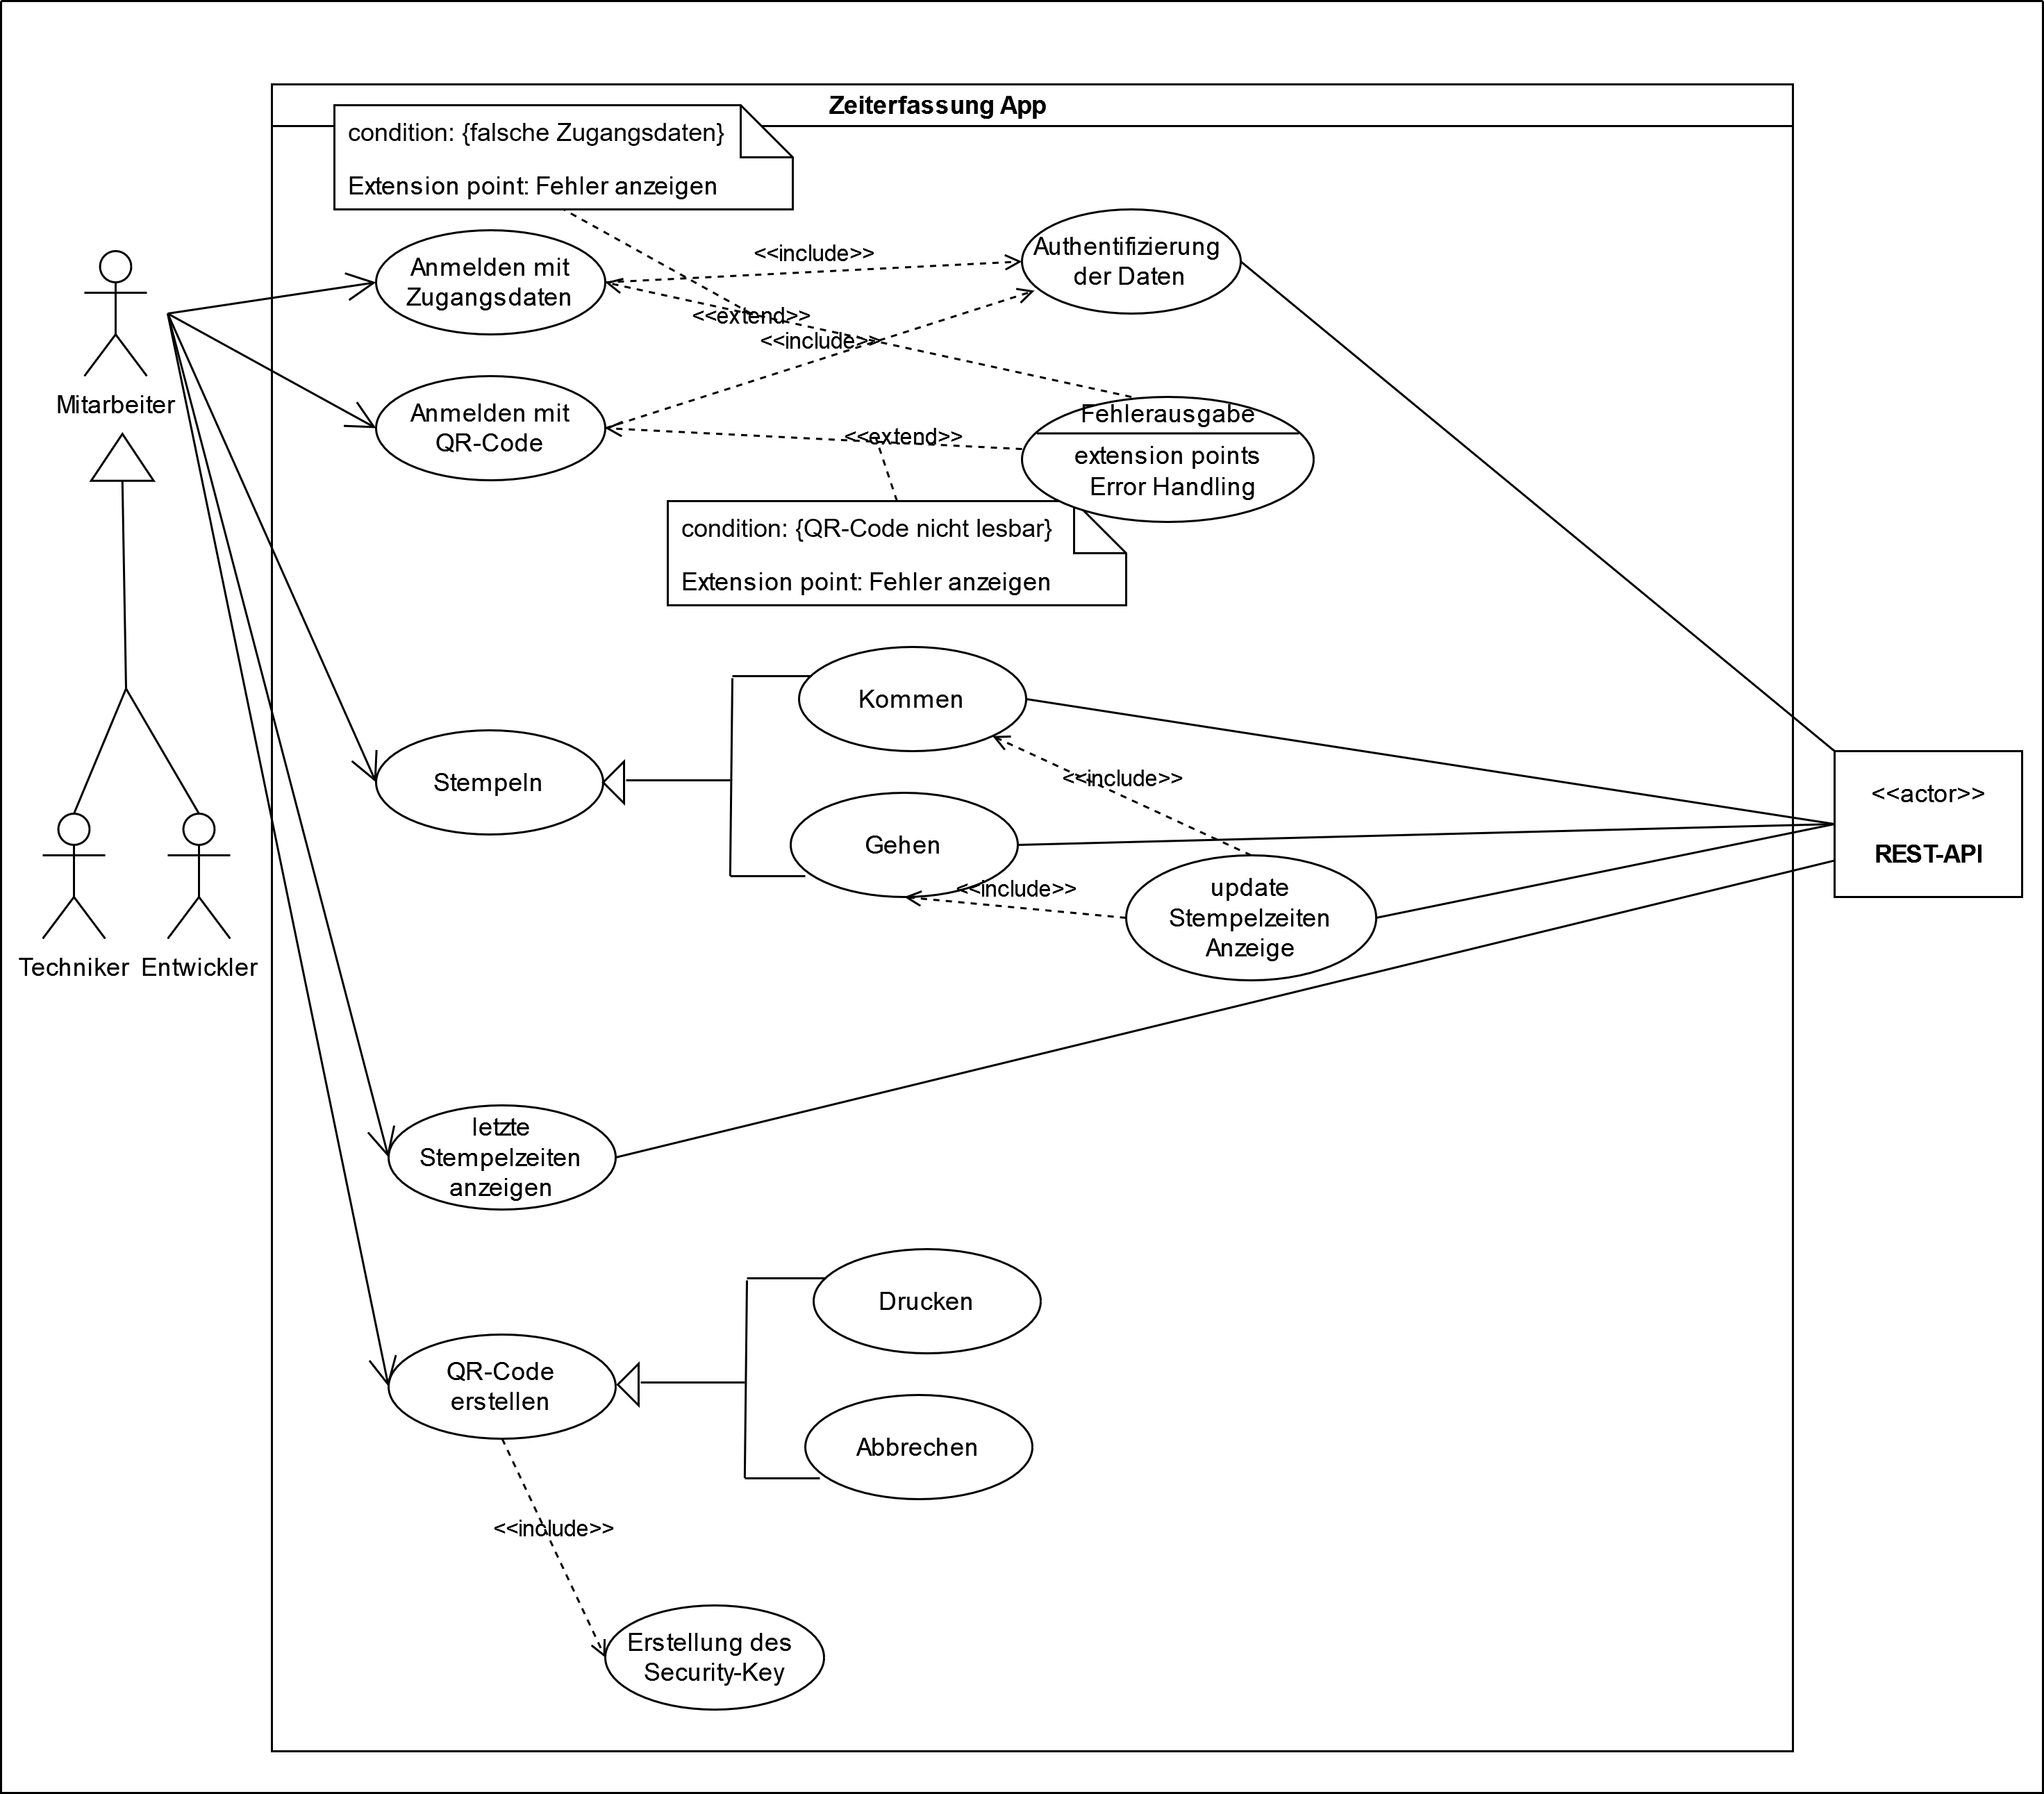 Zeiterfassung App
condition: {falsche Zugangsdaten}
Extension point: Fehler anzeigen
Anmelden mit
Zugangsdaten
<<include>>
Authentifizierung
der Daten
<<extend>>
<<include>>
Mitarbeiter
Anmelden mit
QR-Code
<<extend>>
Fehlerausgabe
extension points
Error Handling
condition: {QR-Code nicht lesbar}
Extension point: Fehler anzeigen
Kommen
Stempeln
<<include>>
<<actor>>
REST-API
Gehen
<<include>>
update
Stempelzeiten
Anzeige
Techniker
Entwickler
letzte
Stempelzeiten
anzeigen
Drucken
QR-Code
erstellen
Abbrechen
<<include>>
Erstellung des
Security-Key